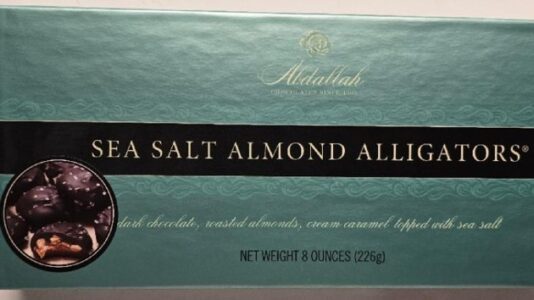 Abdallah
SEA SALT ALMOND ALLIGATORS®
dark chocolate, roasted almonds, cream caramel topped with sea salt
NET WEIGHT 8 OUNCES (226g)